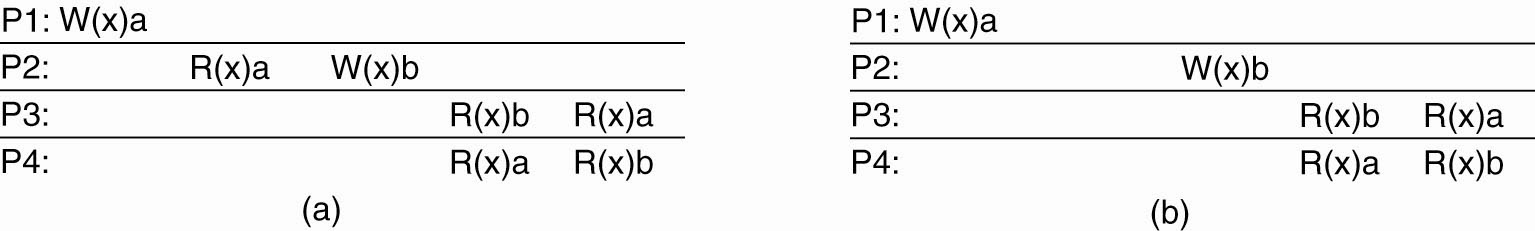 P1: W(x)a
P2: R(x)a W(x)b
P3: R(x)b R(x)a
P4: R(x)a R(x)b
(a)
P1: W(x)a
P2: W(x)b
P3: R(x)b R(x)a
P4: R(x)a R(x)b
(b)